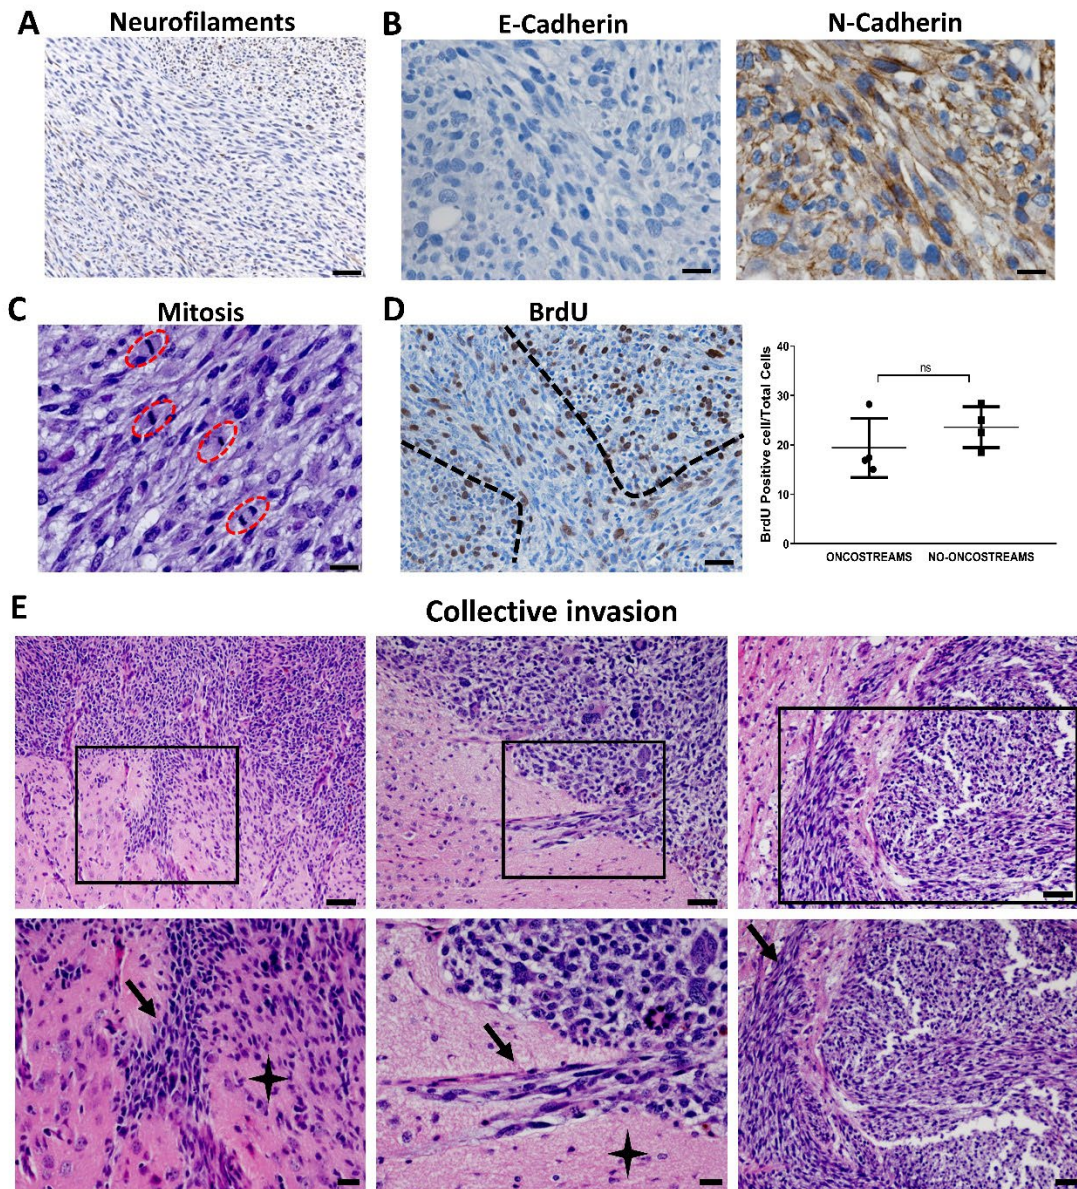 A
Neurofilaments
B
E-Cadherin
N-Cadherin
C
Mitosis
D
BrdU
BrdU Positive cell/Total Cells
40
30
20
10
0
ns
ONCOSTREAMS
NO-ONCOSTREAMS
E
Collective invasion